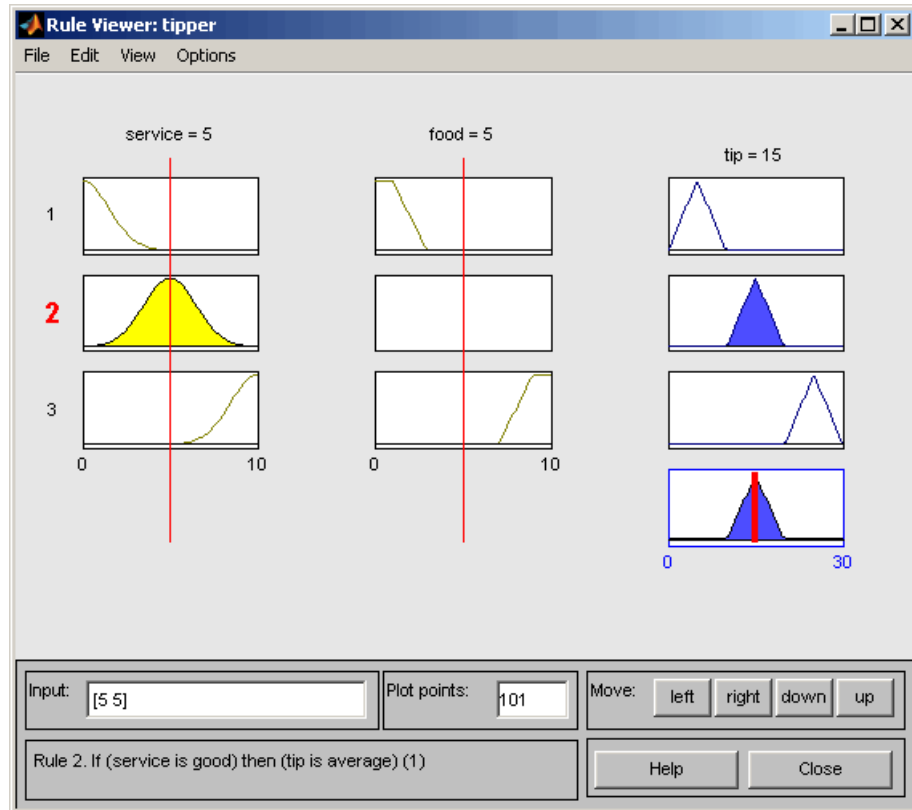 Rule Viewer: tipper
File Edit View Options
service = 5 food = 5 tip = 15
1
2
3
0 10 0 10
0 30
Input: [5 5] Plot points: 101 Move: left right down up
Rule 2. If (service is good) then (tip is average) (1) Help Close